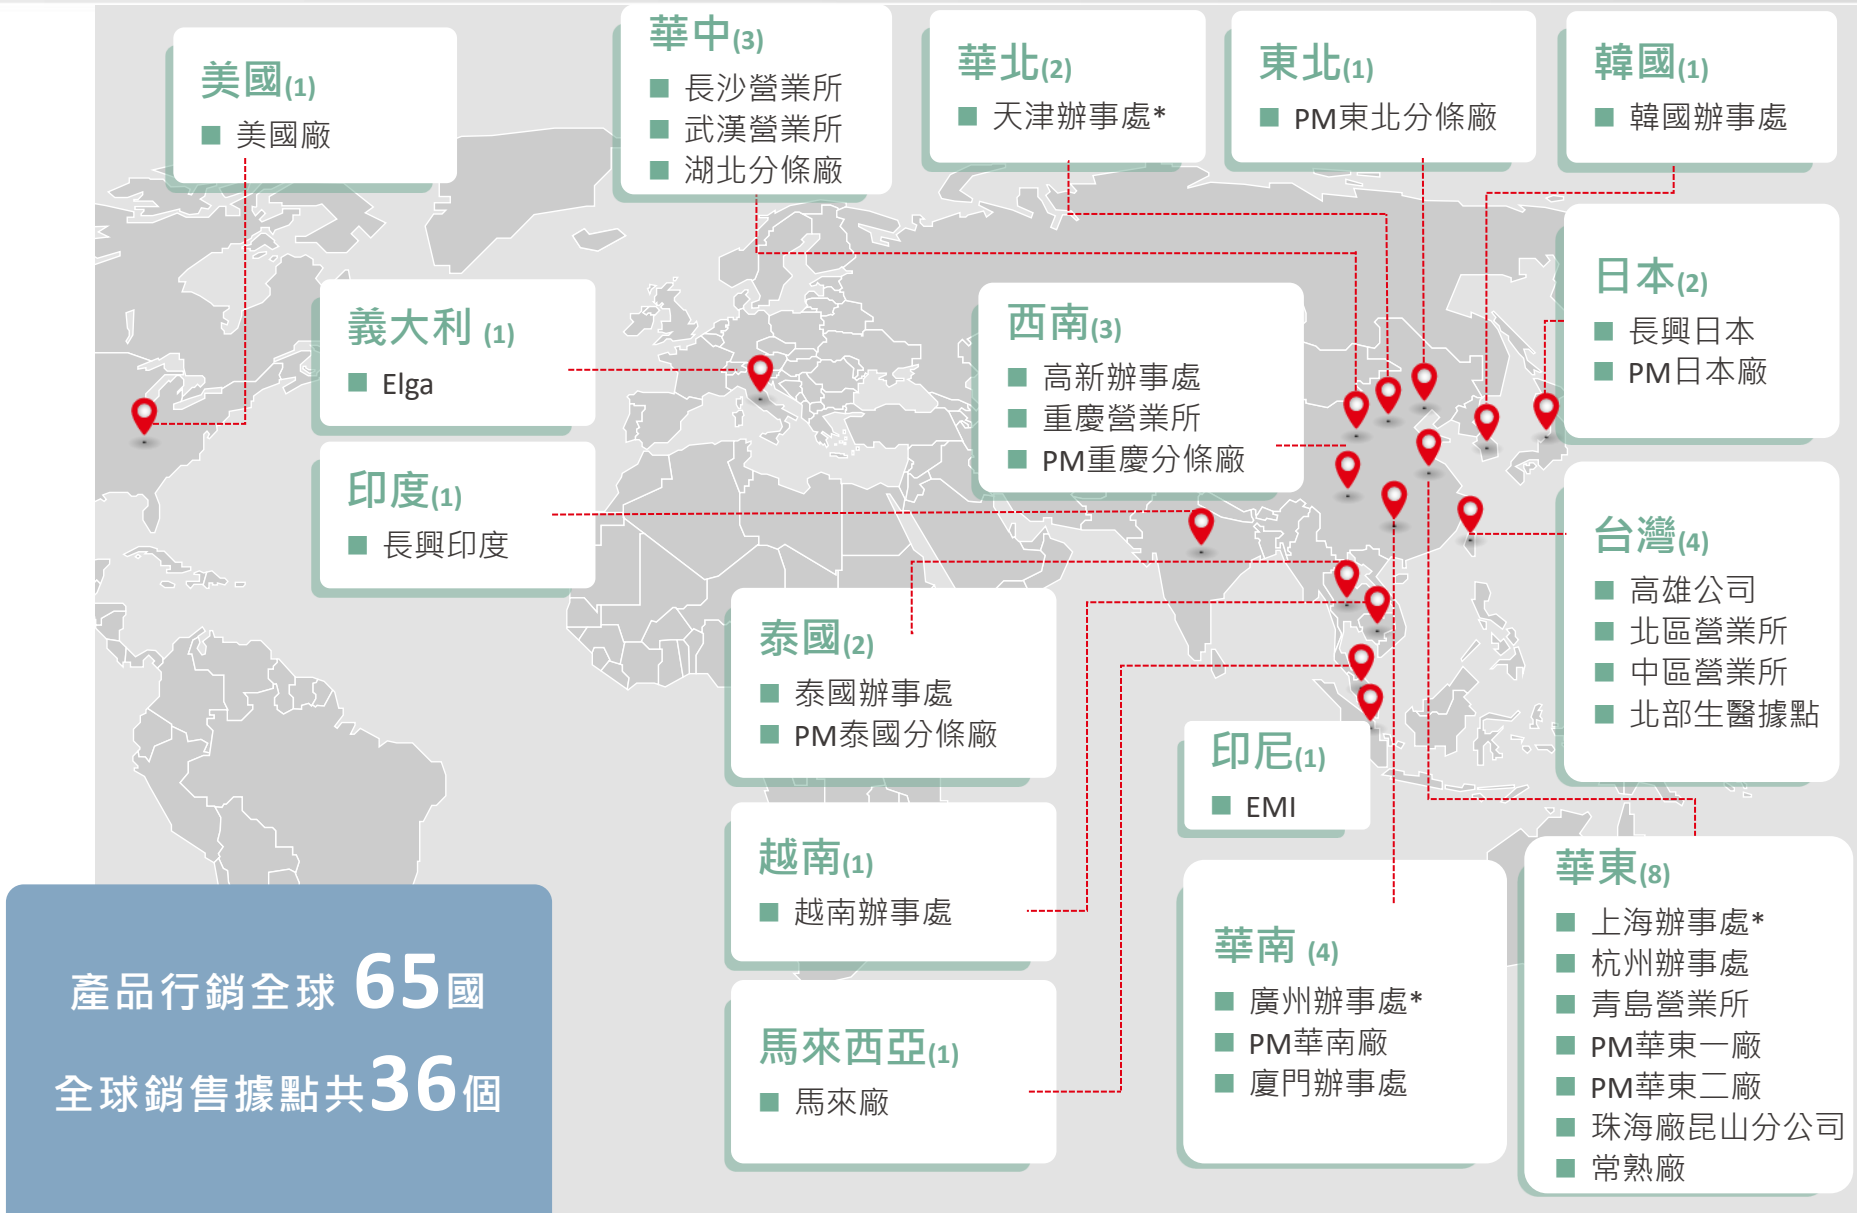 美國(1)
美國廠
華中(3)
長沙營業所
武漢營業所
湖北分條廠
華北(2)
天津辦事處*
東北(1)
PM東北分條廠
韓國(1)
韓國辦事處
義大利 (1)
Elga
西南(3)
高新辦事處
重慶營業所
PM重慶分條廠
日本(2)
長興日本
PM日本廠
印度(1)
長興印度
台灣(4)
高雄公司
北區營業所
中區營業所
北部生醫據點
泰國(2)
泰國辦事處
PM泰國分條廠
印尼(1)
EMI
越南(1)
越南辦事處
華南 (4)
廣州辦事處*
PM華南廠
廈門辦事處
華東(8)
上海辦事處*
杭州辦事處
青島營業所
PM華東一廠
PM華東二廠
珠海廠昆山分公司
常熟廠
馬來西亞(1)
馬來廠
產品行銷全球 65國
全球銷售據點共36個